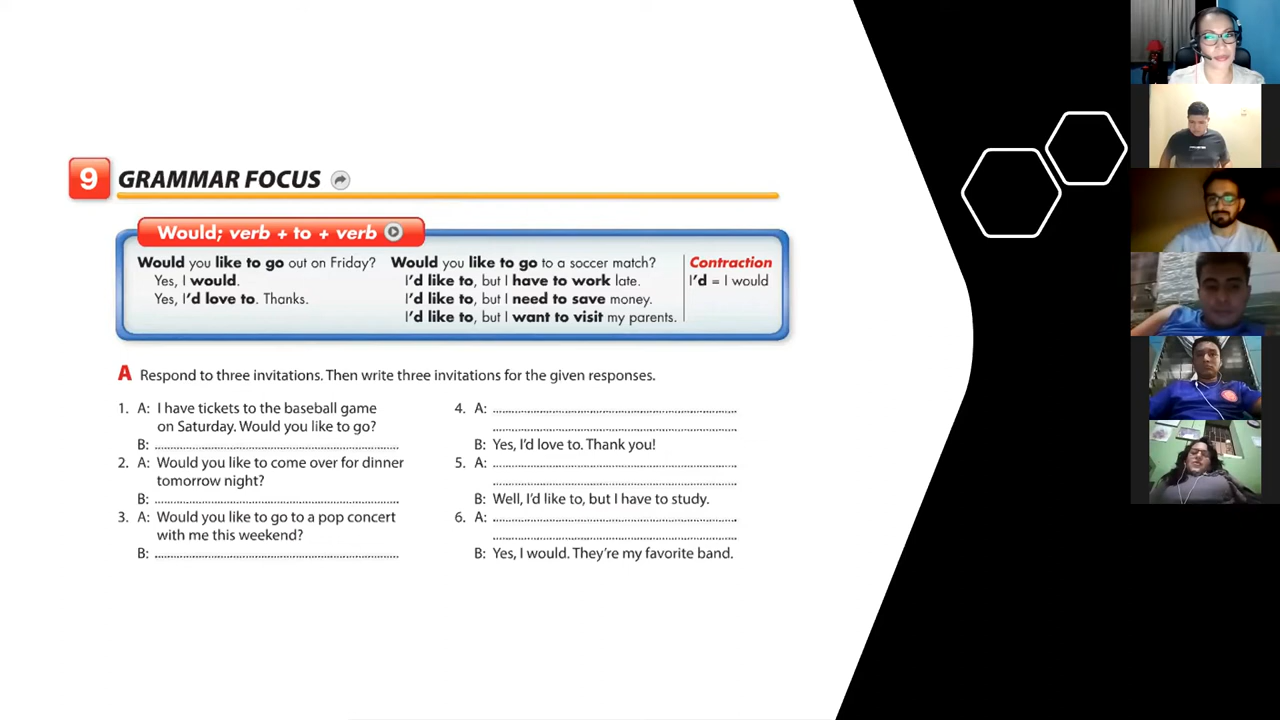 9 GRAMMAR FOCUS
Would; verb + to + verb
Would you like to go out on Friday?
Yes, I would.
Yes, I'd love to. Thanks.
Would you like to go to a soccer match?
I'd like to, but I have to work late.
I'd like to, but I need to save money.
I'd like to, but I want to visit my parents.
Contraction
I'd = I would
A Respond to three invitations. Then write three invitations for the given responses.
1. A: I have tickets to the baseball game
on Saturday. Would you like to go?
B:
2. A: Would you like to come over for dinner
tomorrow night?
B:
3. A: Would you like to go to a pop concert
with me this weekend?
B:
4. A:
B: Yes, I'd love to. Thank you!
5. A:
B: Well, I'd like to, but I have to study.
6. A:
B: Yes, I would. They're my favorite band.